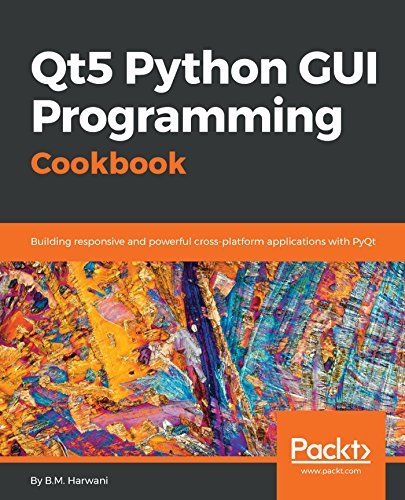 Qt5 Python GUI
Programming
Cookbook
Building responsive and powerful cross-platform applications with PyQt
Packt>
www.packt.com
By B.M. Harwani